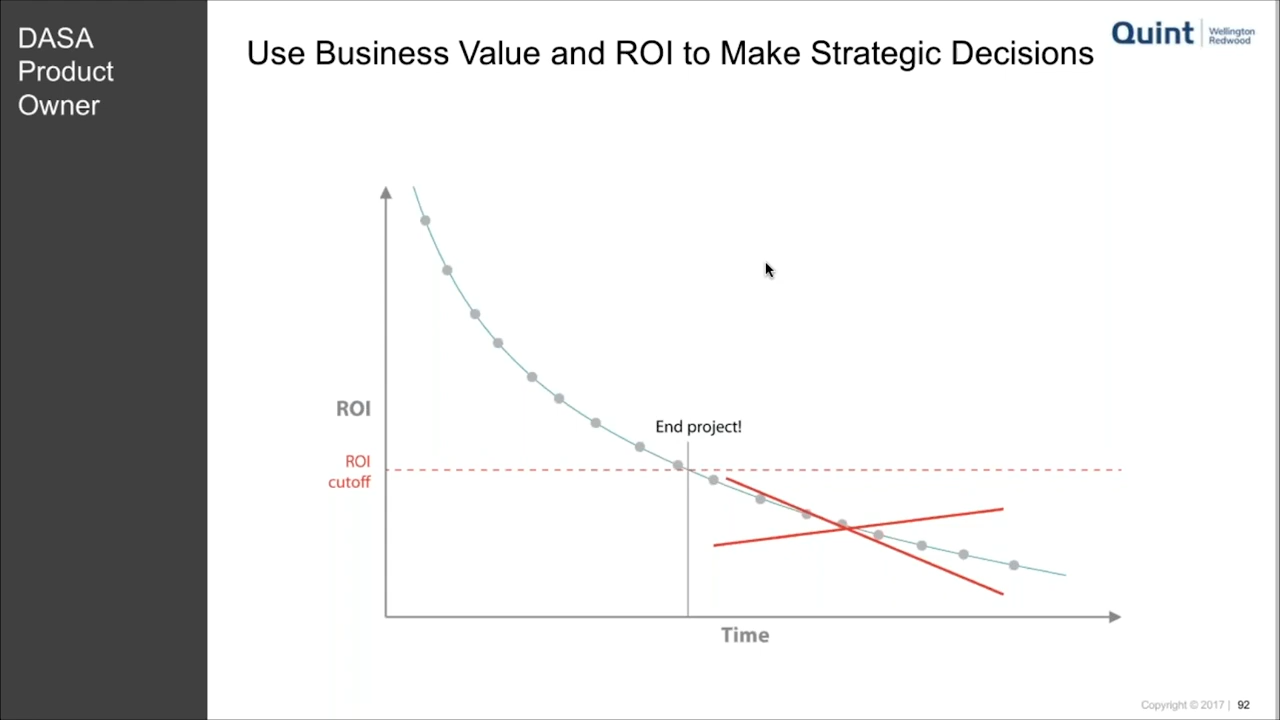 DASA
Product
Owner
Use Business Value and ROI to Make Strategic Decisions
Quint
Wellington
Redwood
End project!
ROI
ROI
cutoff
Time
Copyright © 2017 | 92